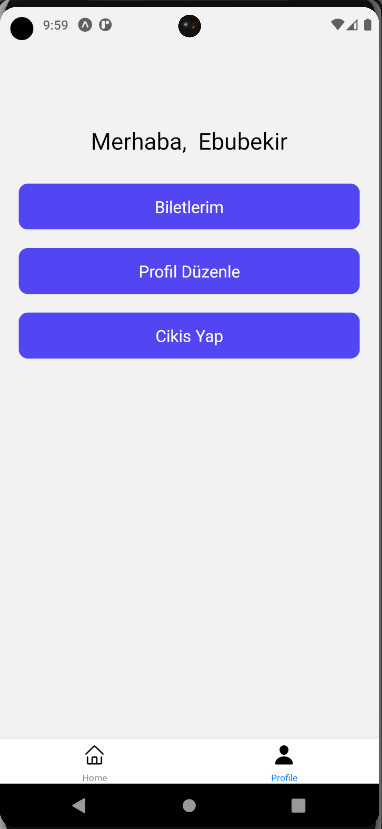 9:59
Merhaba, Ebubekir
Biletlerim
Profil Düzenle
Cikis Yap
Home
Profile